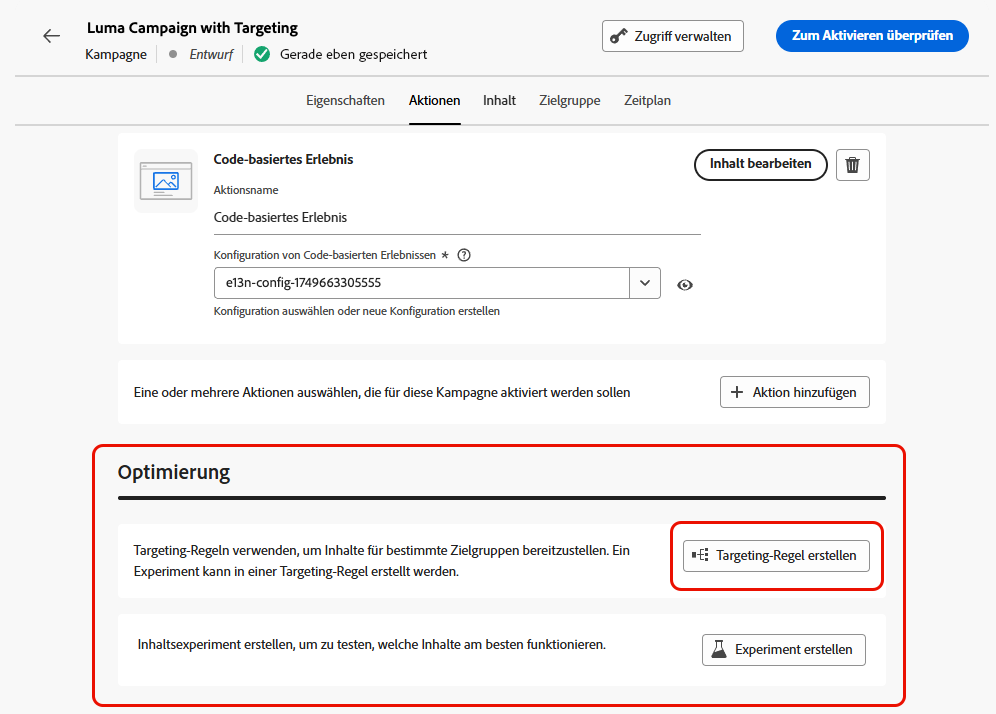 Luma Campaign with Targeting
Kampagne
Entwurf
Gerade eben gespeichert
Zugriff verwalten
Zum Aktivieren überprüfen
Eigenschaften
Aktionen
Inhalt
Zielgruppe
Zeitplan
Code-basiertes Erlebnis
Inhalt bearbeiten
Aktionsname
Code-basiertes Erlebnis
Konfiguration von Code-basierten Erlebnissen *
e13n-config-1749663305555
Konfiguration auswählen oder neue Konfiguration erstellen
Eine oder mehrere Aktionen auswählen, die für diese Kampagne aktiviert werden sollen
Aktion hinzufügen
Optimierung
Targeting-Regeln verwenden, um Inhalte für bestimmte Zielgruppen bereitzustellen. Ein
Experiment kann in einer Targeting-Regel erstellt werden.
Targeting-Regel erstellen
Inhaltsexperiment erstellen, um zu testen, welche Inhalte am besten funktionieren.
Experiment erstellen